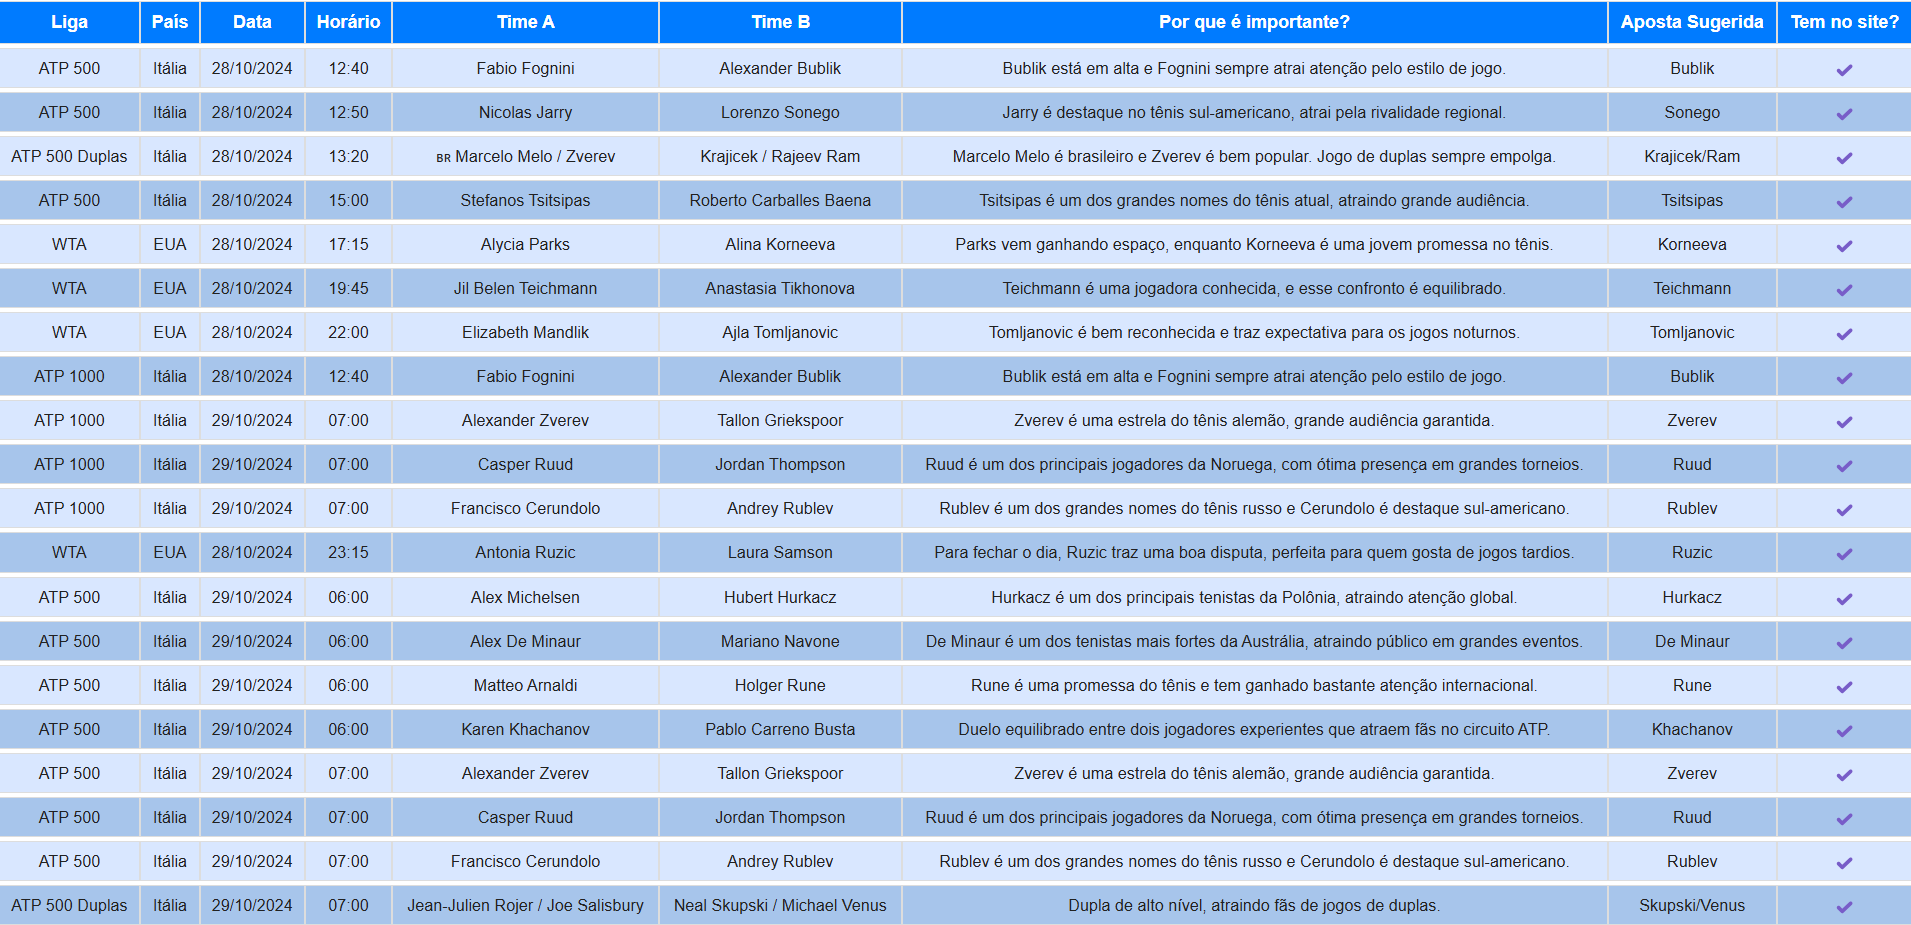 Liga País Data Horário Time A Time B Por que é importante? Aposta Sugerida Tem no site?
ATP 500 Itália 28/10/2024 12:40 Fabio Fognini Alexander Bublik Bublik está em alta e Fognini sempre atrai atenção pelo estilo de jogo. Bublik ✔
ATP 500 Itália 28/10/2024 12:50 Nicolas Jarry Lorenzo Sonego Jarry é destaque no tênis sul-americano, atrai pela rivalidade regional. Sonego ✔
ATP 500 Duplas Itália 28/10/2024 13:20 BR Marcelo Melo / Zverev Krajicek / Rajeev Ram Marcelo Melo é brasileiro e Zverev é bem popular. Jogo de duplas sempre empolga. Krajicek/Ram ✔
ATP 500 Itália 28/10/2024 15:00 Stefanos Tsitsipas Roberto Carballes Baena Tsitsipas é um dos grandes nomes do tênis atual, atraindo grande audiência. Tsitsipas ✔
WTA EUA 28/10/2024 17:15 Alycia Parks Alina Korneeva Parks vem ganhando espaço, enquanto Korneeva é uma jovem promessa no tênis. Korneeva ✔
WTA EUA 28/10/2024 19:45 Jil Belen Teichmann Anastasia Tikhonova Teichmann é uma jogadora conhecida, e esse confronto é equilibrado. Teichmann ✔
WTA EUA 28/10/2024 22:00 Elizabeth Mandlik Ajla Tomljanovic Tomljanovic é bem reconhecida e traz expectativa para os jogos noturnos. Tomljanovic ✔
ATP 1000 Itália 28/10/2024 12:40 Fabio Fognini Alexander Bublik Bublik está em alta e Fognini sempre atrai atenção pelo estilo de jogo. Bublik ✔
ATP 1000 Itália 29/10/2024 07:00 Alexander Zverev Tallon Griekspoor Zverev é uma estrela do tênis alemão, grande audiência garantida. Zverev ✔
ATP 1000 Itália 29/10/2024 07:00 Casper Ruud Jordan Thompson Ruud é um dos principais jogadores da Noruega, com ótima presença em grandes torneios. Ruud ✔
ATP 1000 Itália 29/10/2024 07:00 Francisco Cerundolo Andrey Rublev Rublev é um dos grandes nomes do tênis russo e Cerundolo é destaque sul-americano. Rublev ✔
WTA EUA 28/10/2024 23:15 Antonia Ruzic Laura Samson Para fechar o dia, Ruzic traz uma boa disputa, perfeita para quem gosta de jogos tardios. Ruzic ✔
ATP 500 Itália 29/10/2024 06:00 Alex Michelsen Hubert Hurkacz Hurkacz é um dos principais tenistas da Polônia, atraindo atenção global. Hurkacz ✔
ATP 500 Itália 29/10/2024 06:00 Alex De Minaur Mariano Navone De Minaur é um dos tenistas mais fortes da Austrália, atraindo público em grandes eventos. De Minaur ✔
ATP 500 Itália 29/10/2024 06:00 Matteo Arnaldi Holger Rune Rune é uma promessa do tênis e tem ganhado bastante atenção internacional. Rune ✔
ATP 500 Itália 29/10/2024 06:00 Karen Khachanov Pablo Carreno Busta Duelo equilibrado entre dois jogadores experientes que atraem fãs no circuito ATP. Khachanov ✔
ATP 500 Itália 29/10/2024 07:00 Alexander Zverev Tallon Griekspoor Zverev é uma estrela do tênis alemão, grande audiência garantida. Zverev ✔
ATP 500 Itália 29/10/2024 07:00 Casper Ruud Jordan Thompson Ruud é um dos principais jogadores da Noruega, com ótima presença em grandes torneios. Ruud ✔
ATP 500 Itália 29/10/2024 07:00 Francisco Cerundolo Andrey Rublev Rublev é um dos grandes nomes do tênis russo e Cerundolo é destaque sul-americano. Rublev ✔
ATP 500 Duplas Itália 29/10/2024 07:00 Jean-Julien Rojer / Joe Salisbury Neal Skupski / Michael Venus Dupla de alto nível, atraindo fãs de jogos de duplas. Skupski/Venus ✔